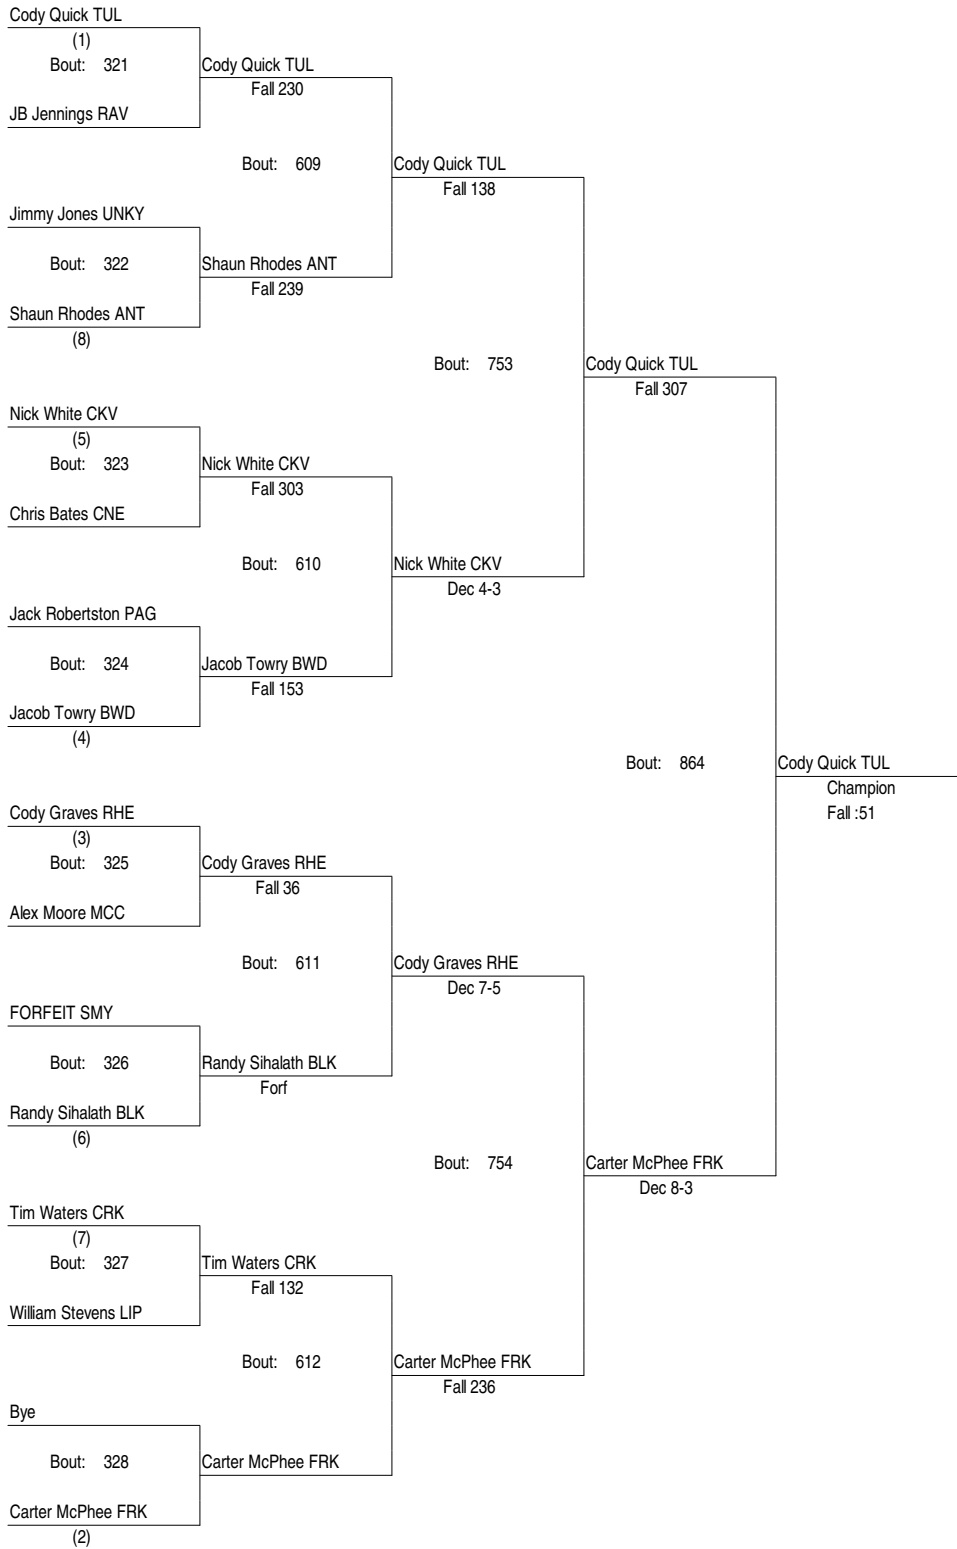 Cody Quick TUL
(1)
Bout: 321
Cody Quick TUL
Fall 230
JB Jennings RAV
Bout: 609
Cody Quick TUL
Fall 138
Jimmy Jones UNKY
Bout: 322
Shaun Rhodes ANT
Fall 239
Shaun Rhodes ANT
(8)
Bout: 753
Cody Quick TUL
Fall 307
Nick White CKV
(5)
Bout: 323
Nick White CKV
Fall 303
Chris Bates CNE
Bout: 610
Nick White CKV
Dec 4-3
Jack Robertston PAG
Bout: 324
Jacob Towry BWD
Fall 153
Jacob Towry BWD
(4)
Bout: 864
Cody Quick TUL
Champion
Fall :51
Cody Graves RHE
(3)
Bout: 325
Cody Graves RHE
Fall 36
Alex Moore MCC
Bout: 611
Cody Graves RHE
Dec 7-5
FORFEIT SMY
Bout: 326
Randy Sihalath BLK
Forf
Randy Sihalath BLK
(6)
Bout: 754
Carter McPhee FRK
Dec 8-3
Tim Waters CRK
(7)
Bout: 327
Tim Waters CRK
Fall 132
William Stevens LIP
Bout: 612
Carter McPhee FRK
Fall 236
Bye
Bout: 328
Carter McPhee FRK
Carter McPhee FRK
(2)